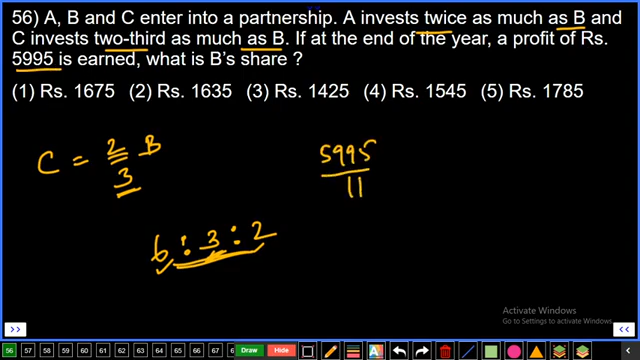 56) A, B and C enter into a partnership. A invests twice as much as B and
C invests two-third as much as B. If at the end of the year, a profit of Rs.
5995 is earned, what is B's share ?
(1) Rs. 1675 (2) Rs. 1635 (3) Rs. 1425 (4) Rs. 1545 (5) Rs. 1785
C = 2/3 B
5995/11
6 : 3 : 2
Activate Windows
Go to Settings to activate Windows.
<< 56 57 58 59 60 61 62 63 64 65 66 67 6 Draw Hide >>